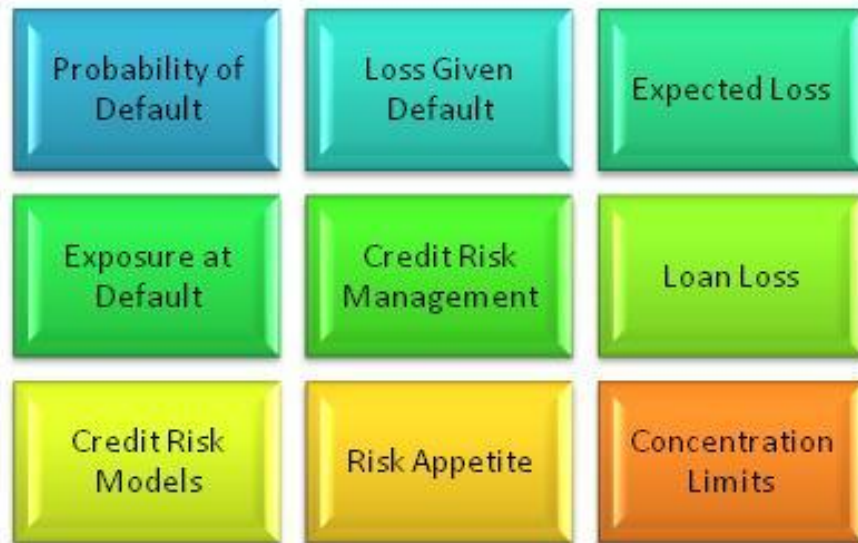 Probability of
Default
Loss Given
Default
Expected Loss
Exposure at
Default
Credit Risk
Management
Loan Loss
Credit Risk
Models
Risk Appetite
Concentration
Limits